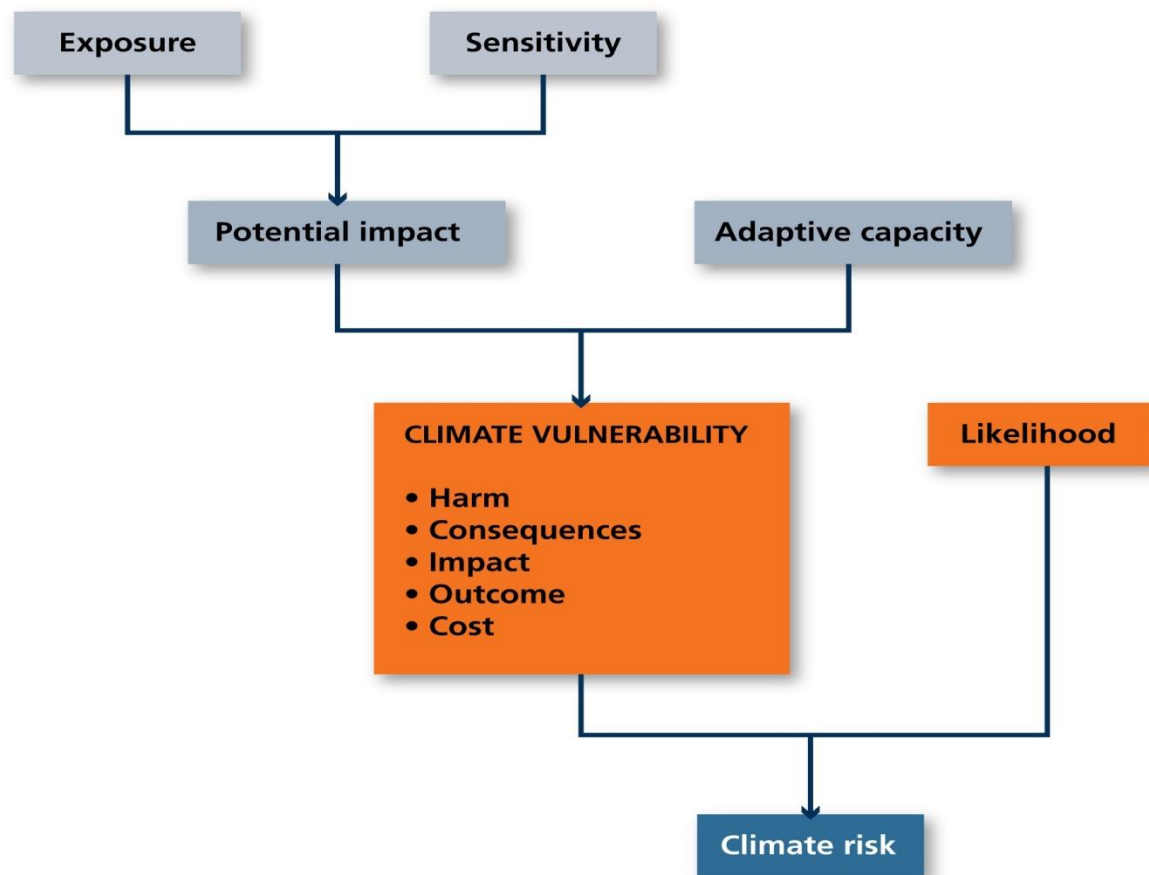 Exposure
Sensitivity
Potential impact
Adaptive capacity
CLIMATE VULNERABILITY
• Harm
• Consequences
• Impact
• Outcome
• Cost
Likelihood
Climate risk